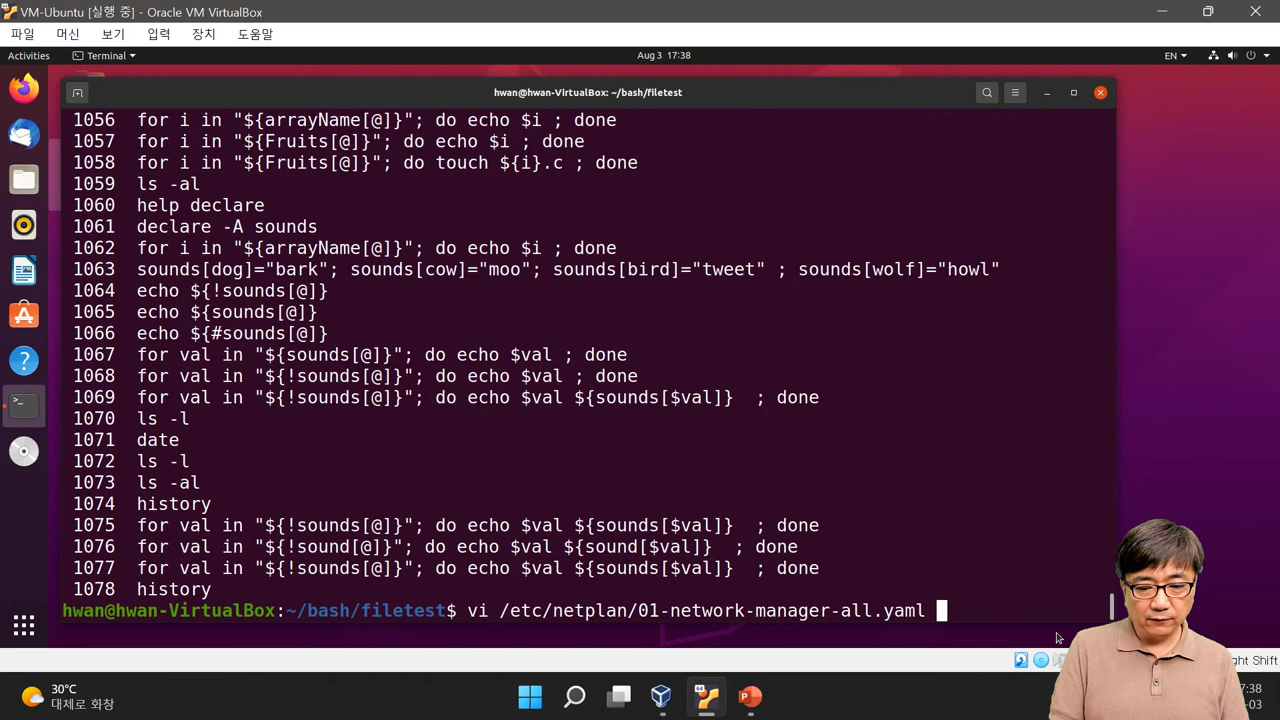 VM-Ubuntu [실행 중] - Oracle VM VirtualBox
파일 머신 보기 입력 장치 도움말
Activities Terminal Aug 3 17:38 EN
hwan@hwan-VirtualBox: ~/bash/filetest
1056 for i in "${arrayName[@]}"; do echo $i ; done
1057 for i in "${Fruits[@]}"; do echo $i ; done
1058 for i in "${Fruits[@]}"; do touch ${i}.c ; done
1059 ls -al
1060 help declare
1061 declare -A sounds
1062 for i in "${arrayName[@]}"; do echo $i ; done
1063 sounds[dog]="bark"; sounds[cow]="moo"; sounds[bird]="tweet" ; sounds[wolf]="howl"
1064 echo ${!sounds[@]}
1065 echo ${sounds[@]}
1066 echo ${#sounds[@]}
1067 for val in "${sounds[@]}"; do echo $val ; done
1068 for val in "${!sounds[@]}"; do echo $val ; done
1069 for val in "${!sounds[@]}"; do echo $val ${sounds[$val]}  ; done
1070 ls -l
1071 date
1072 ls -l
1073 ls -al
1074 history
1075 for val in "${!sounds[@]}"; do echo $val ${sounds[$val]}  ; done
1076 for val in "${!sound[@]}"; do echo $val ${sound[$val]}  ; done
1077 for val in "${!sounds[@]}"; do echo $val ${sounds[$val]}  ; done
1078 history
hwan@hwan-VirtualBox:~/bash/filetest$ vi /etc/netplan/01-network-manager-all.yaml
ght Shift
30°C
대체로 화창
:38
-03